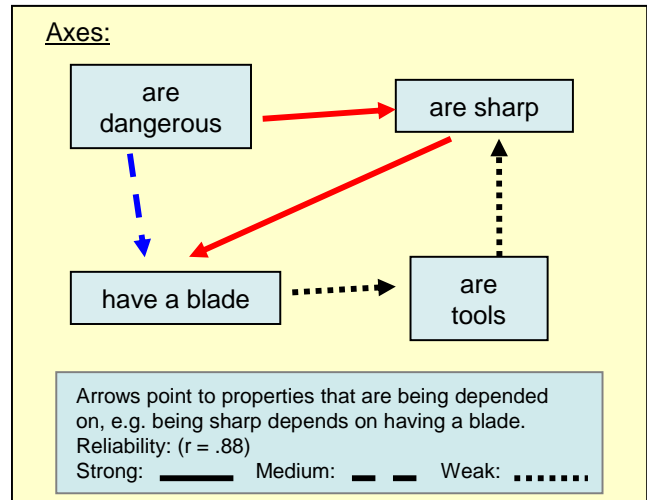 Axes:
are
dangerous
are sharp
have a blade
are
tools
Arrows point to properties that are being depended
on, e.g. being sharp depends on having a blade.
Reliability: (r = .88)
Strong: Medium: Weak: